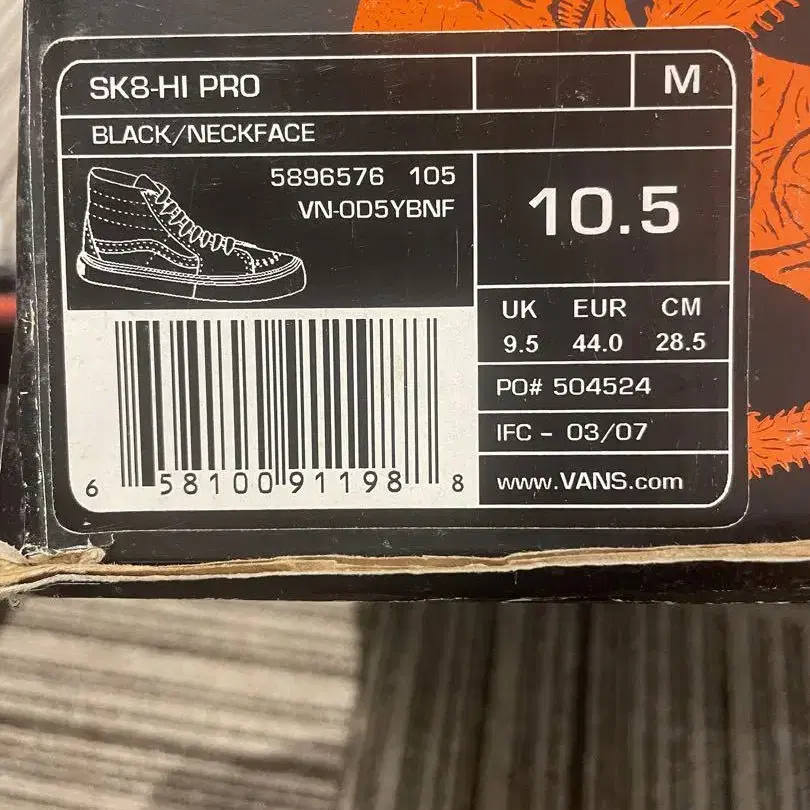 SK8-HI PRO
M
BLACK/NECKFACE
5896576 105
VN-0D5YBNF
10.5
UK EUR CM
9.5 44.0 28.5
PO# 504524
IFC - 03/07
www.VANS.com
6 58100 91198 8